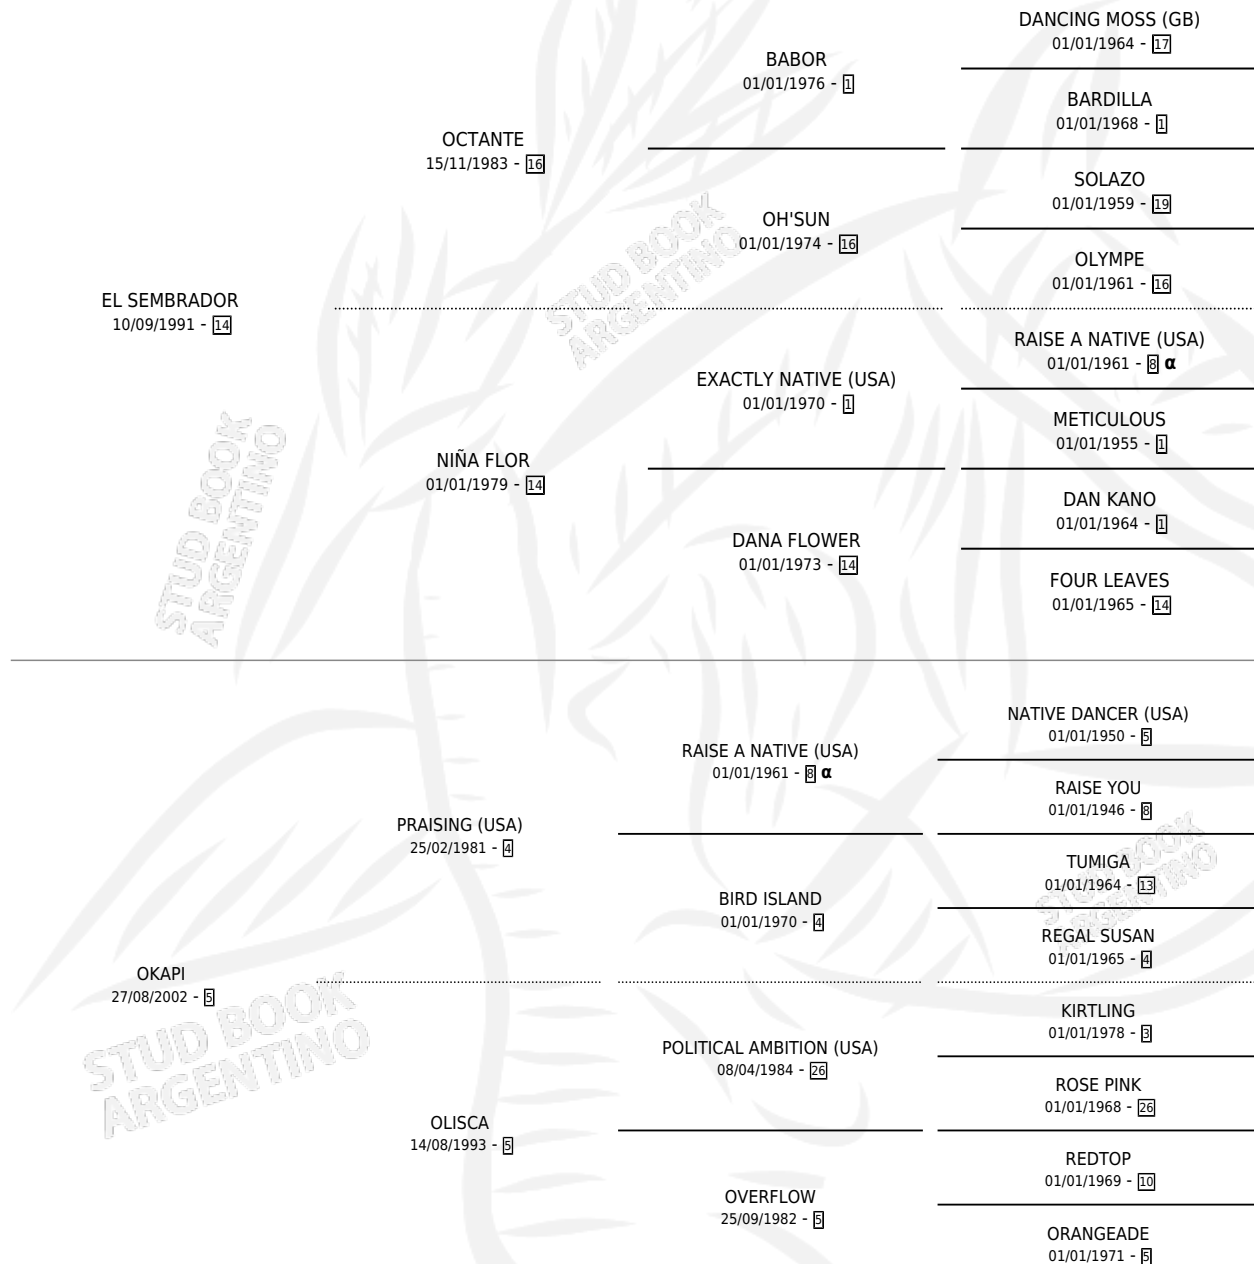 EL SEMBRADOR
10/09/1991 - 14
OCTANTE
15/11/1983 - 16
BABOR
01/01/1976 - 1
DANCING MOSS (GB)
01/01/1964 - 17
BARDILLA
01/01/1968 - 1
OH'SUN
01/01/1974 - 16
SOLAZO
01/01/1959 - 19
OLYMPE
01/01/1961 - 16
NIÑA FLOR
01/01/1979 - 14
EXACTLY NATIVE (USA)
01/01/1970 - 1
RAISE A NATIVE (USA)
01/01/1961 - 8 α
METICULOUS
01/01/1955 - 1
DANA FLOWER
01/01/1973 - 14
DAN KANO
01/01/1964 - 1
FOUR LEAVES
01/01/1965 - 14
OKAPI
27/08/2002 - 5
PRAISING (USA)
25/02/1981 - 4
RAISE A NATIVE (USA)
01/01/1961 - 8 α
NATIVE DANCER (USA)
01/01/1950 - 5
RAISE YOU
01/01/1946 - 8
BIRD ISLAND
01/01/1970 - 4
TUMIGA
01/01/1964 - 13
REGAL SUSAN
01/01/1965 - 4
OLISCA
14/08/1993 - 5
POLITICAL AMBITION (USA)
08/04/1984 - 26
KIRTLING
01/01/1978 - 3
ROSE PINK
01/01/1968 - 26
OVERFLOW
25/09/1982 - 5
REDTOP
01/01/1969 - 10
ORANGEADE
01/01/1971 - 5
STUD BOOK
ARGENTINO
STUD BOOK
ARGENTINO
STUD BOOK
ARGENTINO
STUD BOOK
ARGENTINO